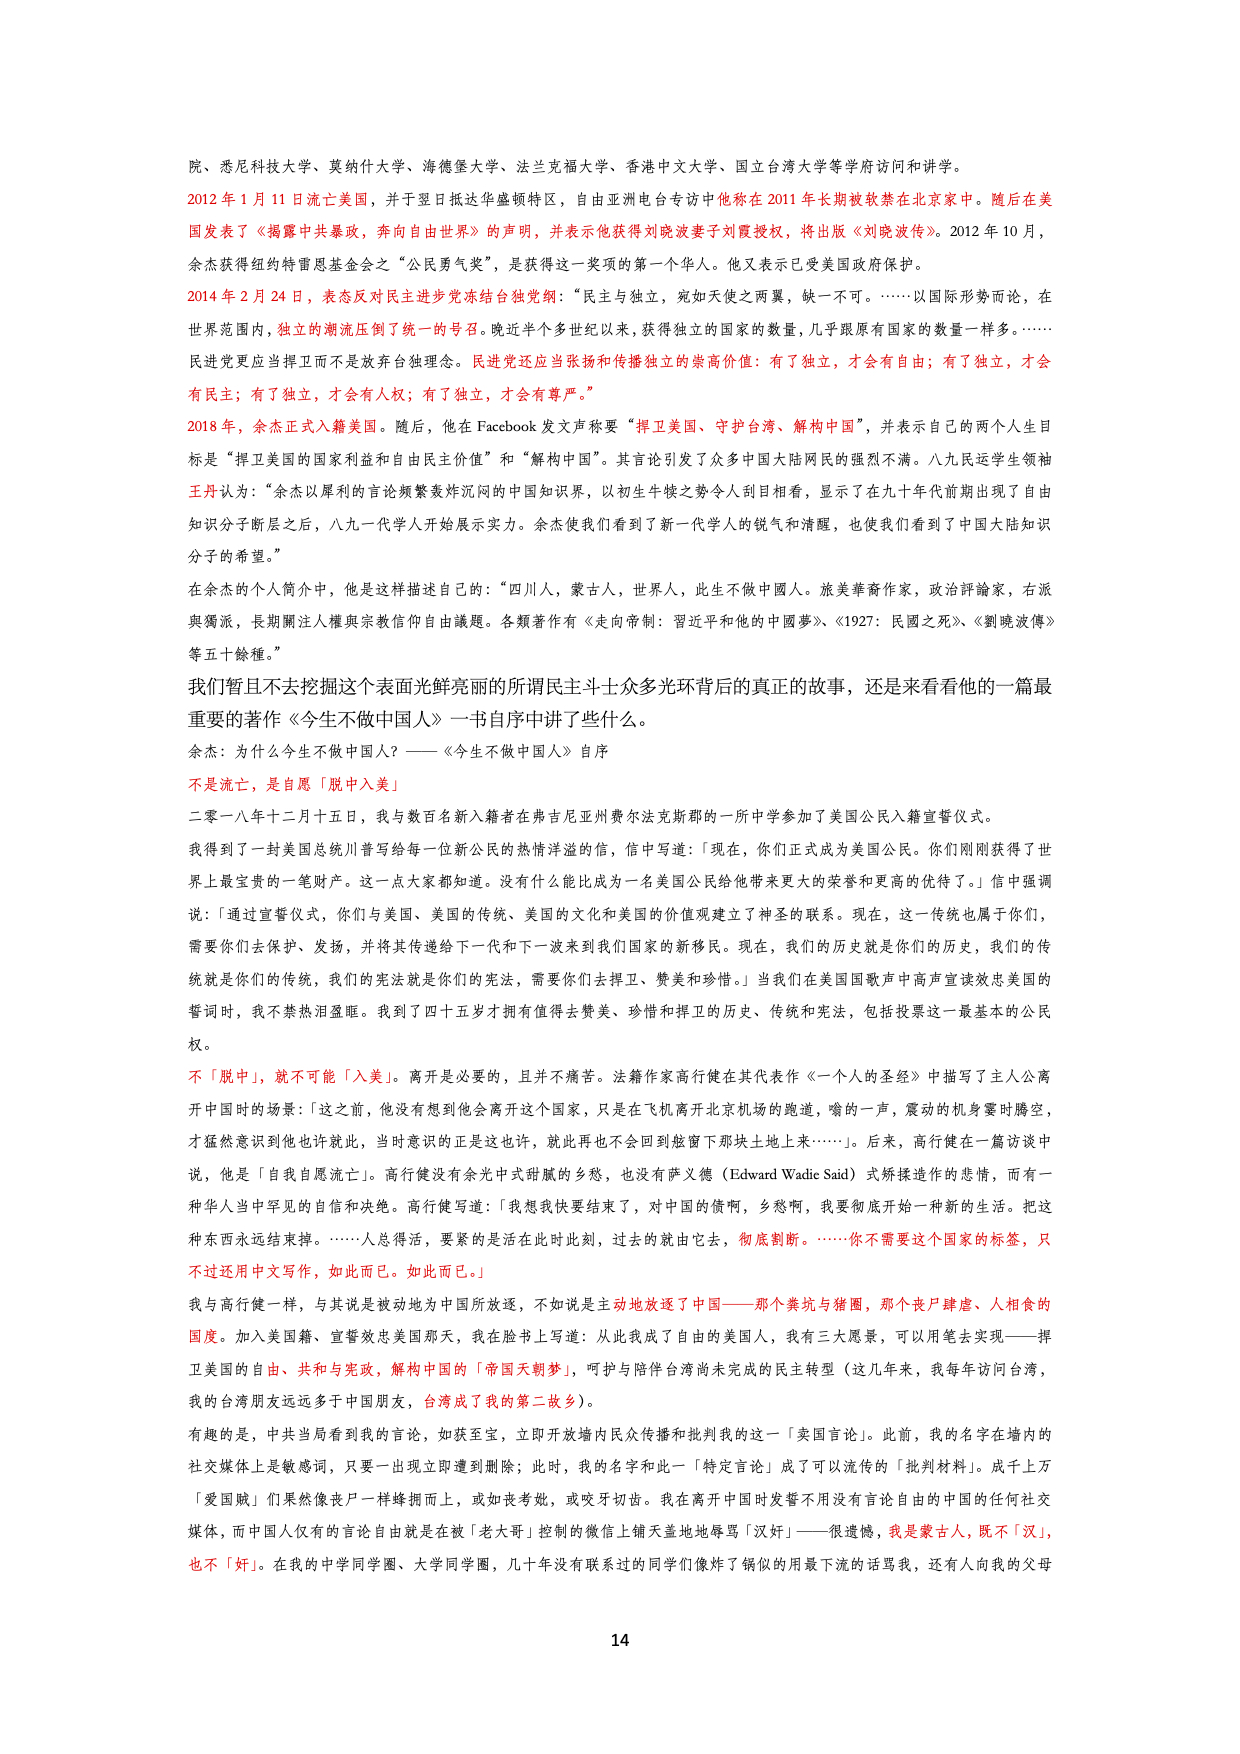 院、悉尼科技大学、莫纳什大学、海德堡大学、法兰克福大学、香港中文大学、国立台湾大学等学府访问和讲学。
2012 年 1 月 11 日流亡美国，并于翌日抵达华盛顿特区，自由亚洲电台专访中他称在 2011 年长期被软禁在北京家中。随后在美
国发表了《揭露中共暴政，奔向自由世界》的声明，并表示他获得刘晓波妻子刘霞授权，将出版《刘晓波传》。2012 年 10 月，
余杰获得纽约特雷恩基金会之“公民勇气奖”，是获得这一奖项的第一个华人。他又表示已受美国政府保护。
2014 年 2 月 24 日，表态反对民主进步党冻结台独党纲：“民主与独立，宛如天使之两翼，缺一不可。……以国际形势而论，在
世界范围内，独立的潮流压倒了统一的号召。晚近半个多世纪以来，获得独立的国家的数量，几乎跟原有国家的数量一样多。……
民进党更应当捍卫而不是放弃台独理念。民进党还应当张扬和传播独立的崇高价值：有了独立，才会有自由；有了独立，才会
有民主；有了独立，才会有人权；有了独立，才会有尊严。”
2018 年，余杰正式入籍美国。随后，他在 Facebook 发文声称要“捍卫美国、守护台湾、解构中国”，并表示自己的两个人生目
标是“捍卫美国的国家利益和自由民主价值”和“解构中国”。其言论引发了众多中国大陆网民的强烈不满。八九民运学生领袖
王丹认为：“余杰以犀利的言论频繁轰炸沉闷的中国知识界，以初生牛犊之势令人刮目相看，显示了在九十年代前期出现了自由
知识分子断层之后，八九一代学人开始展示实力。余杰使我们看到了新一代学人的锐气和清醒，也使我们看到了中国大陆知识
分子的希望。”
在余杰的个人简介中，他是这样描述自己的：“四川人，蒙古人，世界人，此生不做中國人。旅美華裔作家，政治評論家，右派
與獨派，長期關注人權與宗教信仰自由議題。各類著作有《走向帝制：習近平和他的中國夢》、《1927：民國之死》、《劉曉波傳》
等五十餘種。”
我们暂且不去挖掘这个表面光鲜亮丽的所谓民主斗士众多光环背后的真正的故事，还是来看看他的一篇最
重要的著作《今生不做中国人》一书自序中讲了些什么。
余杰：为什么今生不做中国人？——《今生不做中国人》自序
不是流亡，是自愿「脱中入美」
二零一八年十二月十五日，我与数百名新入籍者在弗吉尼亚州费尔法克斯郡的一所中学参加了美国公民入籍宣誓仪式。
我得到了一封美国总统川普写给每一位新公民的热情洋溢的信，信中写道：「现在，你们正式成为美国公民。你们刚刚获得了世
界上最宝贵的一笔财产。这一点大家都知道。没有什么能比成为一名美国公民给他带来更大的荣誉和更高的优待了。」信中强调
说：「通过宣誓仪式，你们与美国、美国的传统、美国的文化和美国的价值观建立了神圣的联系。现在，这一传统也属于你们，
需要你们去保护、发扬，并将其传递给下一代和下一波来到我们国家的新移民。现在，我们的历史就是你们的历史，我们的传
统就是你们的传统，我们的宪法就是你们的宪法，需要你们去捍卫、赞美和珍惜。」当我们在美国国歌声中高声宣读效忠美国的
誓词时，我不禁热泪盈眶。我到了四十五岁才拥有值得去赞美、珍惜和捍卫的历史、传统和宪法，包括投票这一最基本的公民
权。
不「脱中」，就不可能「入美」。离开是必要的，且并不痛苦。法籍作家高行健在其代表作《一个人的圣经》中描写了主人公离
开中国时的场景：「这之前，他没有想到他会离开这个国家，只是在飞机离开北京机场的跑道，嗡的一声，震动的机身霎时腾空，
才猛然意识到他也许就此，当时意识的正是这也许，就此再也不会回到舷窗下那块土地上来……」。后来，高行健在一篇访谈中
说，他是「自我自愿流亡」。高行健没有余光中式甜腻的乡愁，也没有萨义德（Edward Wadie Said）式矫揉造作的悲情，而有一
种华人当中罕见的自信和决绝。高行健写道：「我想我快要结束了，对中国的债啊，乡愁啊，我要彻底开始一种新的生活。把这
种东西永远结束掉。……人总得活，要紧的是活在此时此刻，过去的就由它去，彻底割断。……你不需要这个国家的标签，只
不过还用中文写作，如此而已。如此而已。」
我与高行健一样，与其说是被动地为中国所放逐，不如说是主动地放逐了中国——那个粪坑与猪圈，那个丧尸肆虐、人相食的
国度。加入美国籍、宣誓效忠美国那天，我在脸书上写道：从此我成了自由的美国人，我有三大愿景，可以用笔去实现——捍
卫美国的自由、共和与宪政，解构中国的「帝国天朝梦」，呵护与陪伴台湾尚未完成的民主转型（这几年来，我每年访问台湾，
我的台湾朋友远远多于中国朋友，台湾成了我的第二故乡）。
有趣的是，中共当局看到我的言论，如获至宝，立即开放墙内民众传播和批判我的这一「卖国言论」。此前，我的名字在墙内的
社交媒体上是敏感词，只要一出现立即遭到删除；此时，我的名字和此一「特定言论」成了可以流传的「批判材料」。成千上万
「爱国贼」们果然像丧尸一样蜂拥而上，或如丧考妣，或咬牙切齿。我在离开中国时发誓不用没有言论自由的中国的任何社交
媒体，而中国人仅有的言论自由就是在被「老大哥」控制的微信上铺天盖地地辱骂「汉奸」——很遗憾，我是蒙古人，既不「汉」，
也不「奸」。在我的中学同学圈、大学同学圈，几十年没有联系过的同学们像炸了锅似的用最下流的话骂我，还有人向我的父母
14